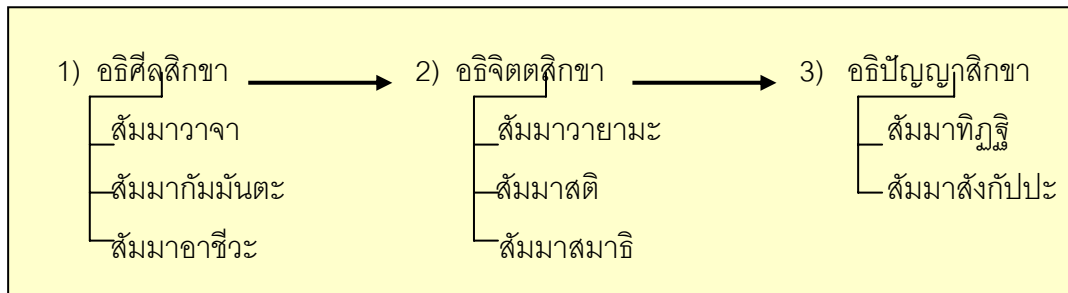 1) อธิศีลสิกขา 2) อธิจิตตสิกขา 3) อธิปัญญาสิกขา
สัมมาวาจา สัมมาวายามะ สัมมาทิฏฐิ
สัมมากัมมันตะ สัมมาสติ สัมมาสังกัปปะ
สัมมาอาชีวะ สัมมาสมาธิ